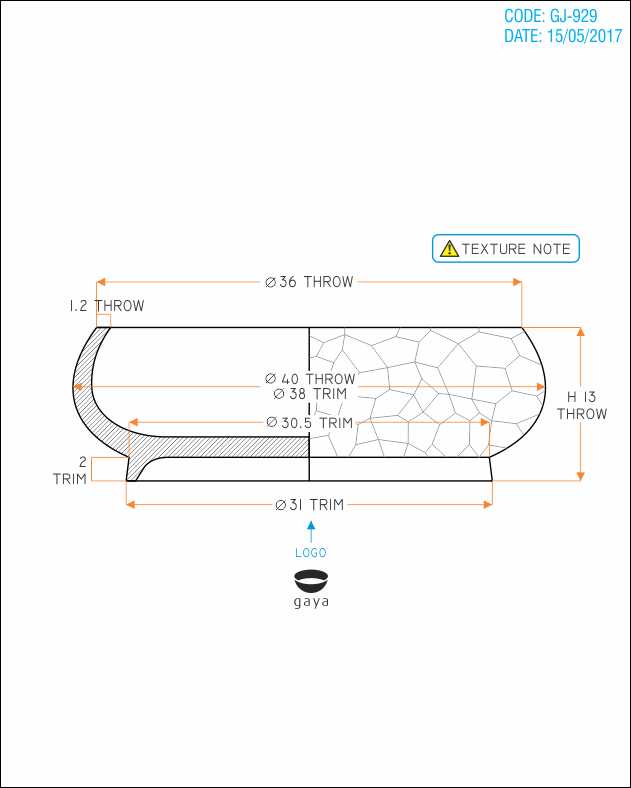 CODE: GJ-929
DATE: 15/05/2017
TEXTURE NOTE
Ø 36 THROW
1.2 THROW
Ø 40 THROW
Ø 38 TRIM
H 13
THROW
Ø 30.5 TRIM
2
TRIM
Ø 31 TRIM
LOGO
gaya